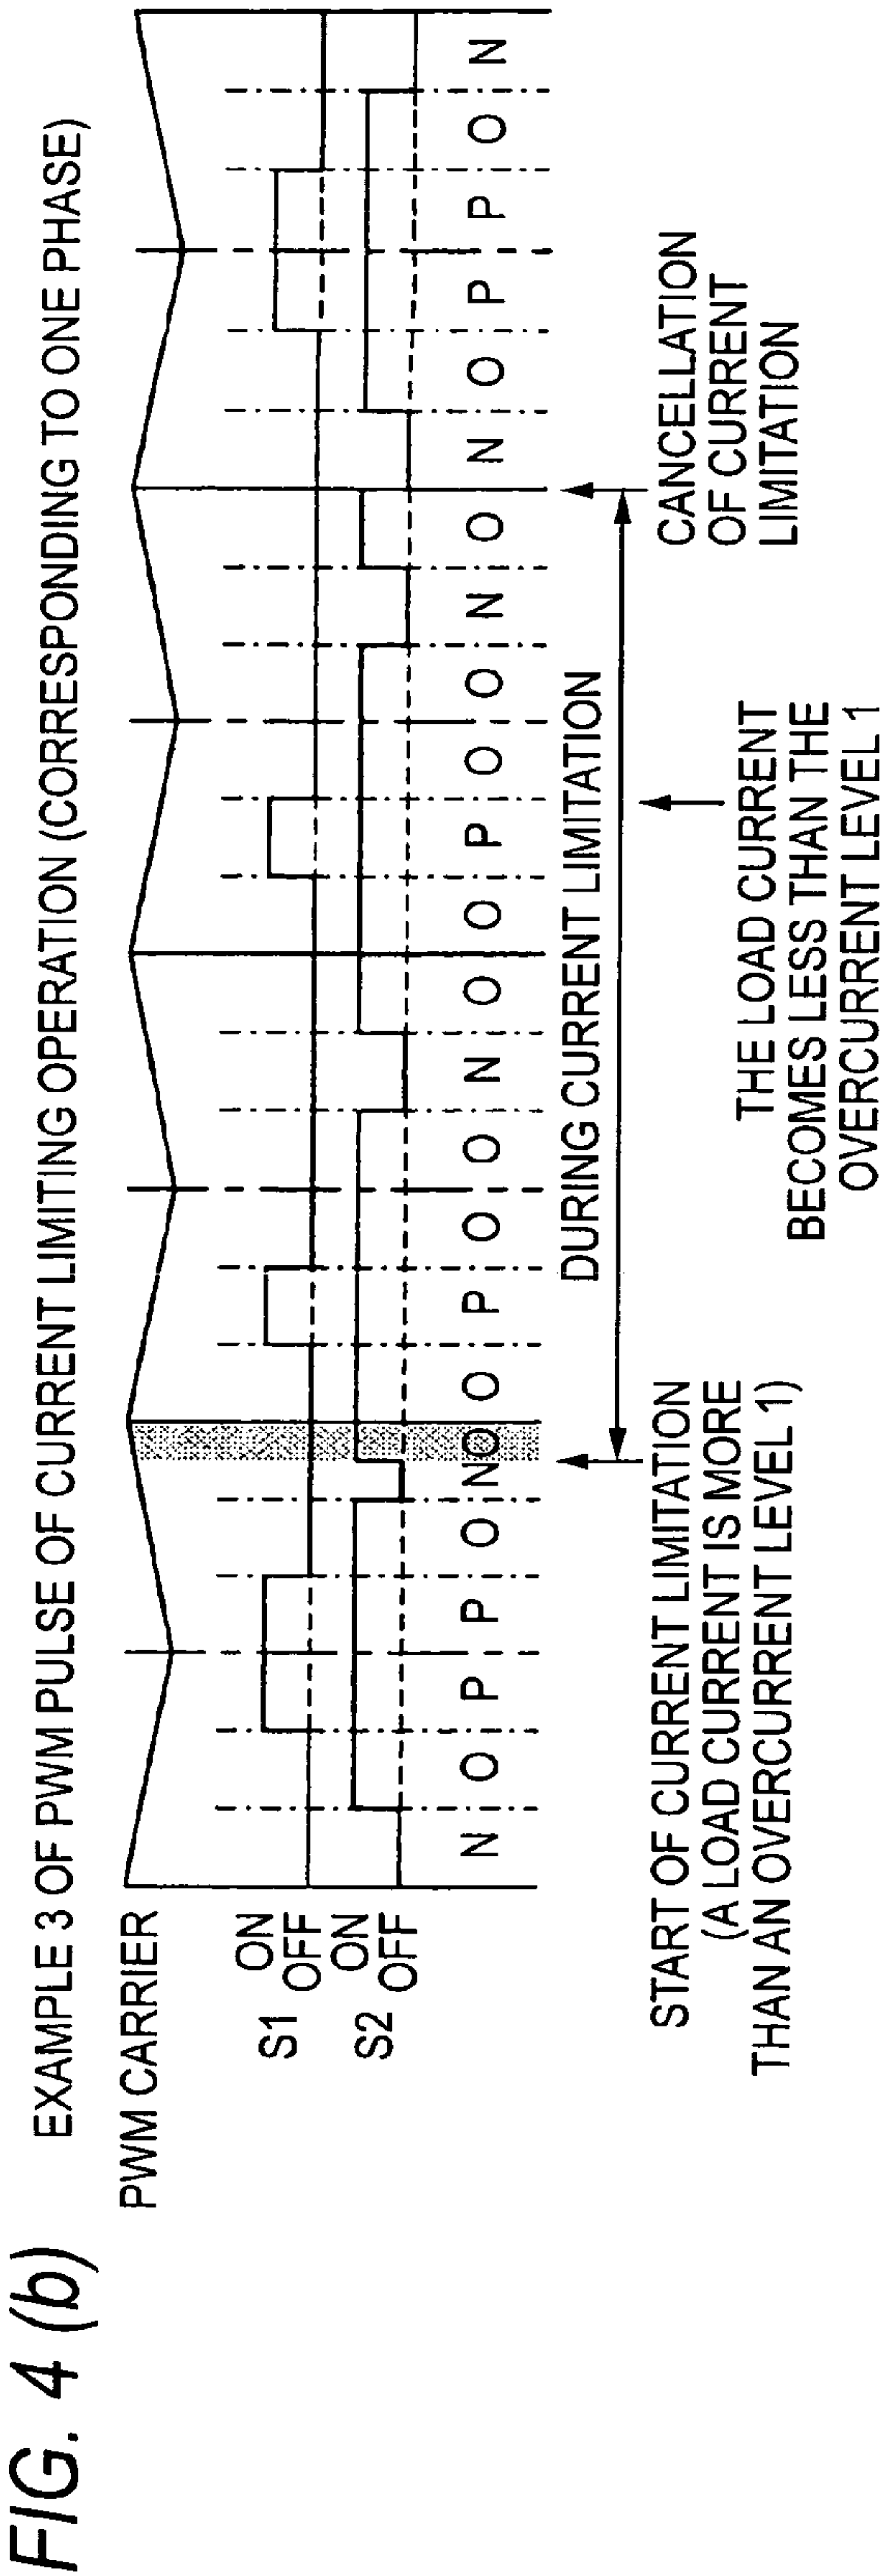 FIG. 4 (b)
EXAMPLE 3 OF PWM PULSE OF CURRENT LIMITING OPERATION (CORRESPONDING TO ONE PHASE)
PWM CARRIER
S1 ON
OFF
S2 ON
OFF
N O P P O N O O P O O N O O P O O N O N O P P O N
DURING CURRENT LIMITATION
START OF CURRENT LIMITATION
(A LOAD CURRENT IS MORE
THAN AN OVERCURRENT LEVEL 1)
THE LOAD CURRENT
BECOMES LESS THAN THE
OVERCURRENT LEVEL 1
CANCELLATION
OF CURRENT
LIMITATION